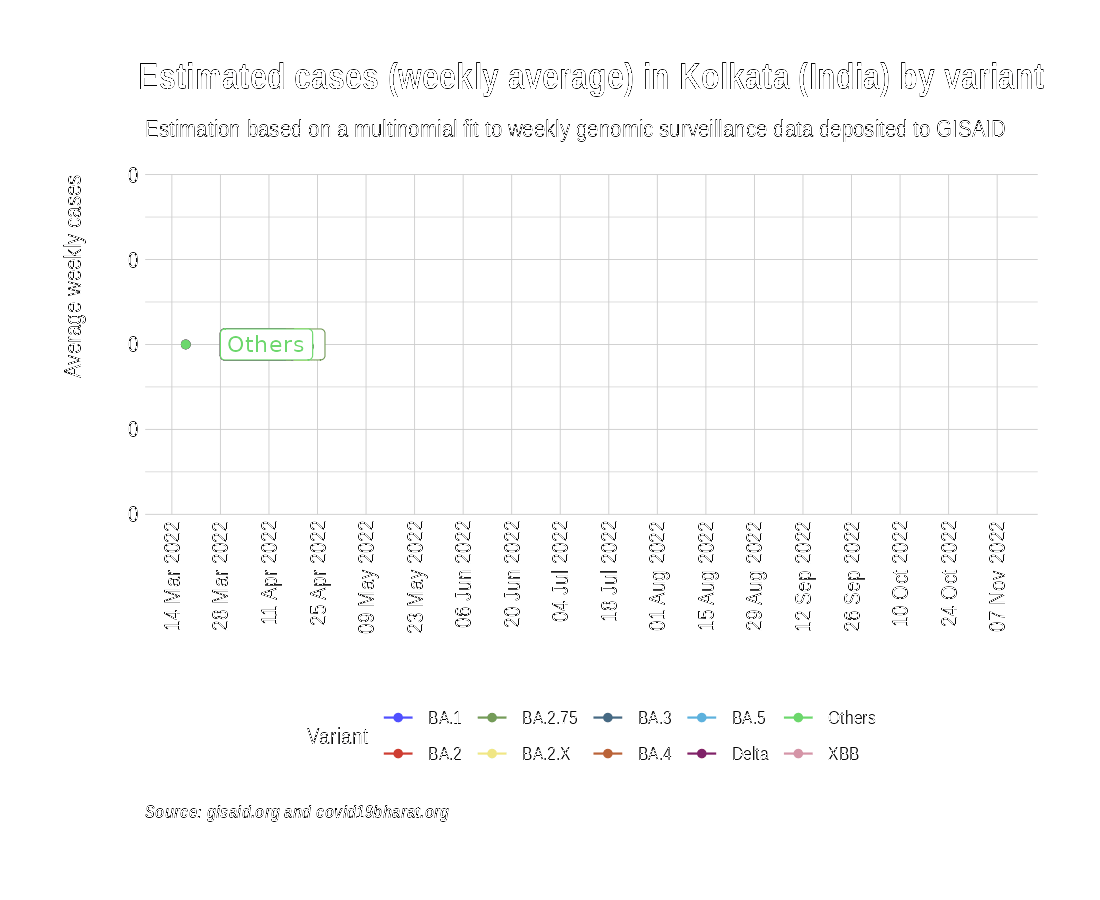 Estimated cases (weekly average) in Kolkata (India) by variant
Estimation based on a multinomial fit to weekly genomic surveillance data deposited to GISAID
Average weekly cases
0
0
0
0
0
Others
14 Mar 2022
28 Mar 2022
11 Apr 2022
25 Apr 2022
09 May 2022
23 May 2022
06 Jun 2022
20 Jun 2022
04 Jul 2022
18 Jul 2022
01 Aug 2022
15 Aug 2022
29 Aug 2022
12 Sep 2022
26 Sep 2022
10 Oct 2022
24 Oct 2022
07 Nov 2022
Variant
BA.1 BA.2.75 BA.3 BA.5 Others
BA.2 BA.2.X BA.4 Delta XBB
Source: gisaid.org and covid19bharat.org